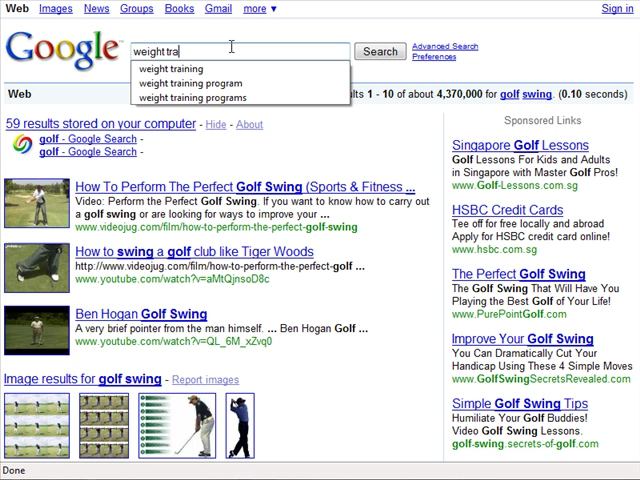 Web Images News Groups Books Gmail more ▼ Sign in
Google™ weight tra Search Advanced Search
Preferences
weight training
weight training program
weight training programs
Web 1 - 10 of about 4,370,000 for golf swing. (0.10 seconds)
59 results stored on your computer - Hide - About
golf - Google Search -
golf - Google Search -
How To Perform The Perfect Golf Swing (Sports & Fitness ...
Video: Perform the Perfect Golf Swing. If you want to know how to carry out
a golf swing or are looking for ways to improve your ...
www.videojug.com/film/how-to-perform-the-perfect-golf-swing
How to swing a golf club like Tiger Woods
http://www.videojug.com/film/how-to-perform-the-perfect-golf ...
www.youtube.com/watch?v=aMtQjnsoD8c
Ben Hogan Golf Swing
A very brief pointer from the man himself. ... Ben Hogan Golf ...
www.youtube.com/watch?v=QL_6M_xZvq0
Image results for golf swing - Report images
Sponsored Links
Singapore Golf Lessons
Golf Lessons For Kids and Adults
in Singapore with Master Golf Pros!
www.Golf-Lessons.com.sg
HSBC Credit Cards
Tee off for free locally and abroad
Apply for HSBC credit card online!
www.hsbc.com.sg
The Perfect Golf Swing
The Golf Swing That Will Have You
Playing the Best Golf of Your Life!
www.PurePointGolf.com
Improve Your Golf Swing
You Can Dramatically Cut Your
Handicap Using These 4 Simple Moves
www.GolfSwingSecretsRevealed.com
Simple Golf Swing Tips
Humiliate Your Golf Buddies!
Video Golf Swing Lessons.
golf-swing.secrets-of-golf.com
Done